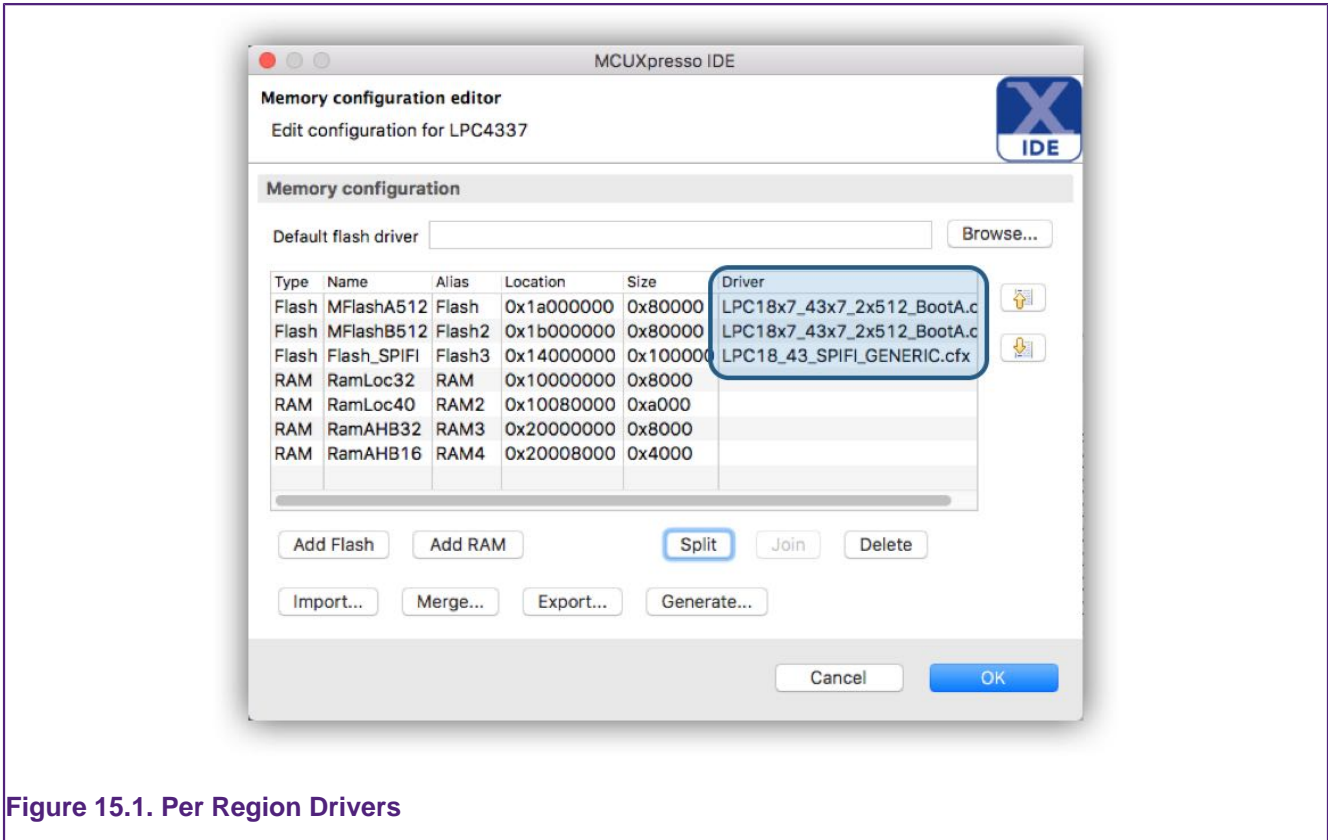 MCUXpresso IDE
Memory configuration editor
Edit configuration for LPC4337
X
IDE
Memory configuration
Default flash driver
Browse...
Type Name Alias Location Size Driver
Flash MFlashA512 Flash 0x1a000000 0x80000 LPC18x7_43x7_2x512_BootA.c
Flash MFlashB512 Flash2 0x1b000000 0x80000 LPC18x7_43x7_2x512_BootA.c
Flash Flash_SPIFI Flash3 0x14000000 0x100000 LPC18_43_SPIFI_GENERIC.cfx
RAM RamLoc32 RAM 0x10000000 0x8000
RAM RamLoc40 RAM2 0x10080000 0xa000
RAM RamAHB32 RAM3 0x20000000 0x8000
RAM RamAHB16 RAM4 0x20008000 0x4000
Add Flash Add RAM Split Join Delete
Import... Merge... Export... Generate...
Cancel OK
Figure 15.1. Per Region Drivers